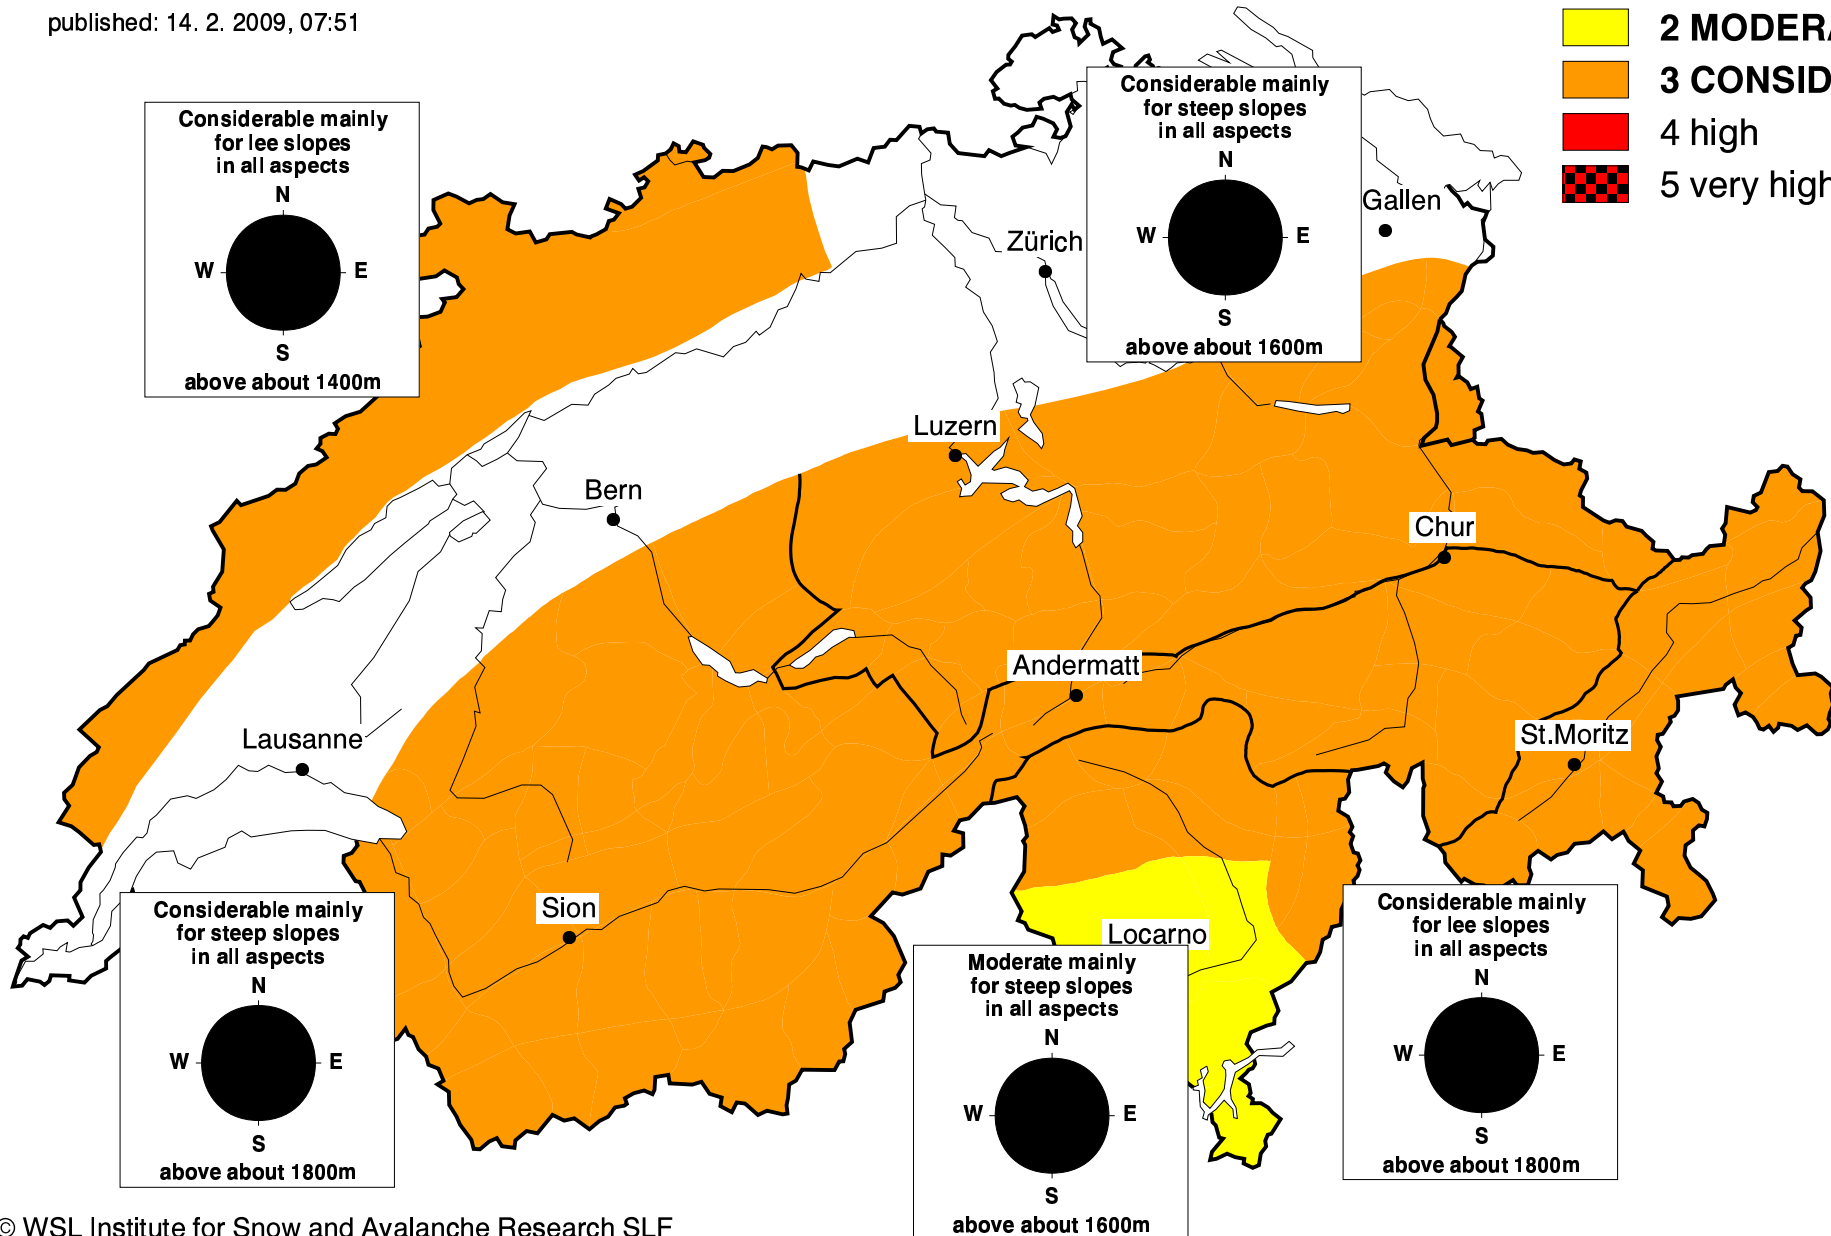 published: 14. 2. 2009, 07:51
2 MODER
3 CONSID
4 high
5 very high
Considerable mainly
for steep slopes
in all aspects
N
W
E
S
above about 1600m
Considerable mainly
for lee slopes
in all aspects
N
W
E
S
above about 1400m
Gallen
Zürich
Luzern
Bern
Chur
Andermatt
St.Moritz
Lausanne
Sion
Locarno
Considerable mainly
for steep slopes
in all aspects
N
W
E
S
above about 1800m
Moderate mainly
for steep slopes
in all aspects
N
W
E
S
above about 1600m
Considerable mainly
for lee slopes
in all aspects
N
W
E
S
above about 1800m
© WSL Institute for Snow and Avalanche Research SLF